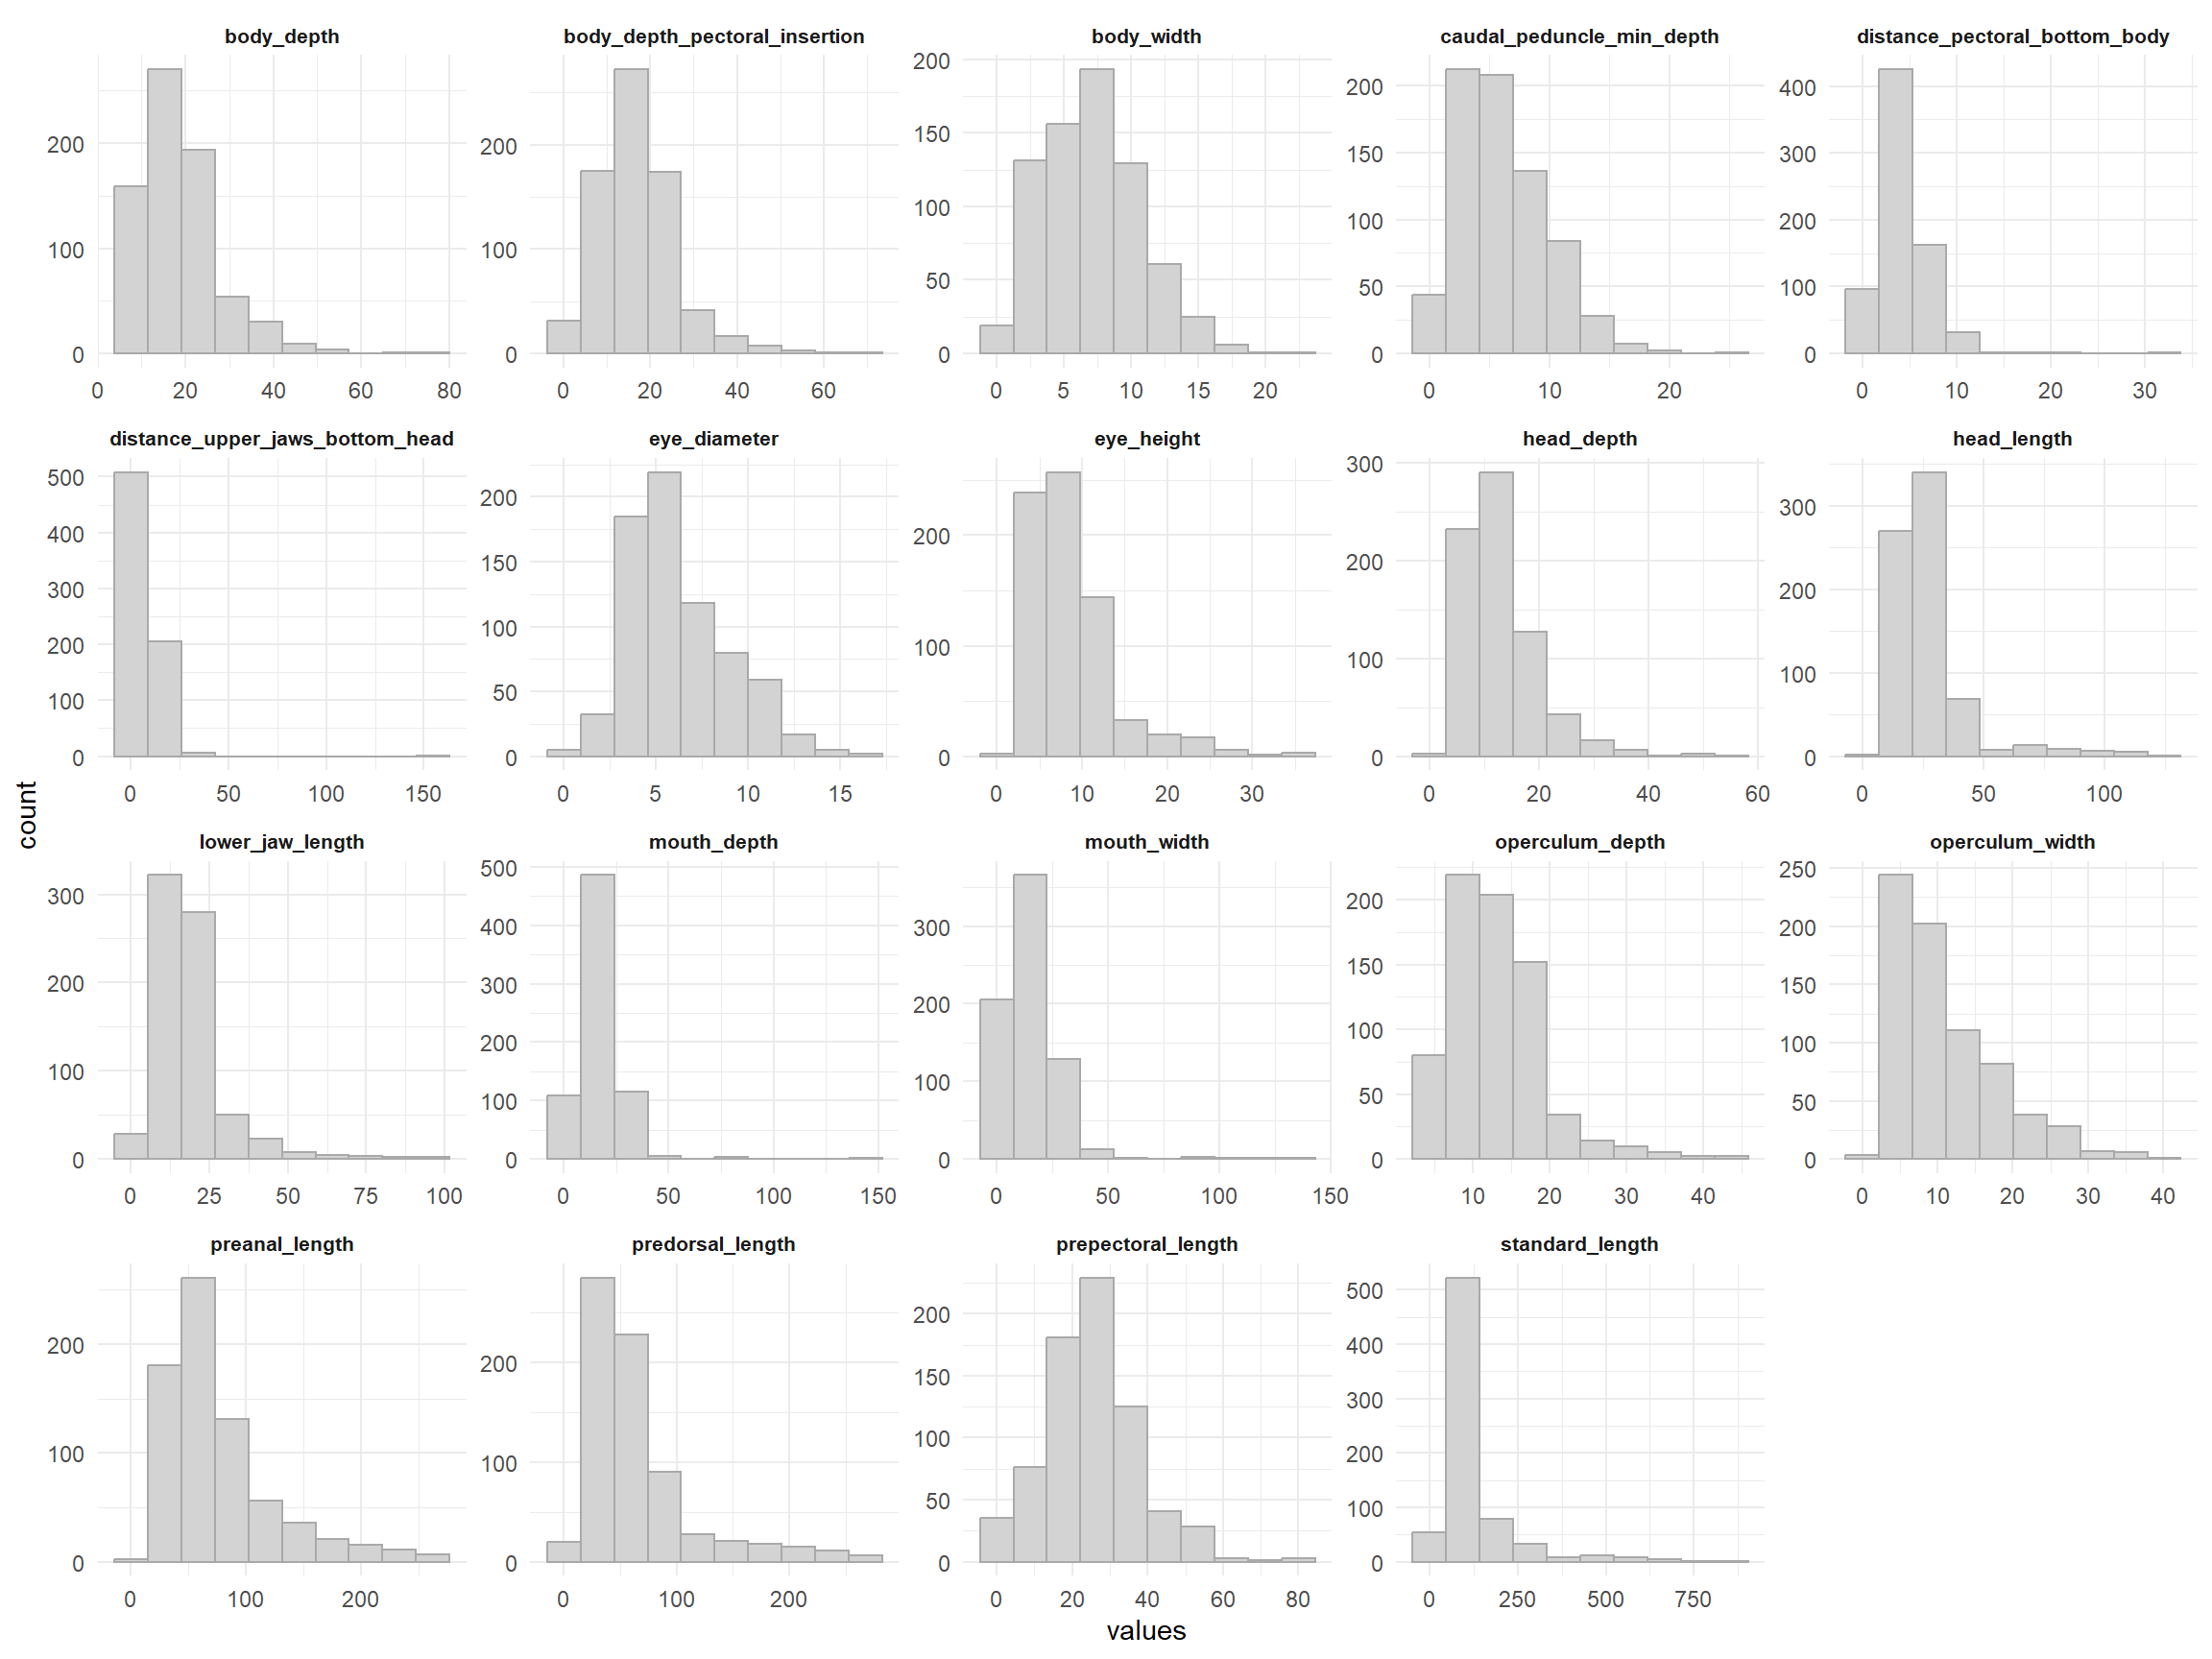 body_depth body_depth_pectoral_insertion body_width caudal_peduncle_min_depth distance_pectoral_bottom_body
200 100 0
0 20 40 60 80
200 100 0
0 20 40 60
200 150 100 50 0
0 5 10 15 20
200 150 100 50 0
0 10 20
400 300 200 100 0
0 10 20 30
distance_upper_jaws_bottom_head eye_diameter eye_height head_depth head_length
500 400 300 200 100 0
0 50 100 150
200 150 100 50 0
0 5 10 15
200 100 0
0 10 20 30
300 200 100 0
0 20 40 60
300 200 100 0
0 50 100
count
lower_jaw_length mouth_depth mouth_width operculum_depth operculum_width
300 200 100 0
0 25 50 75 100
500 400 300 200 100 0
0 50 100 150
300 200 100 0
0 50 100 150
200 150 100 50 0
10 20 30 40
250 200 150 100 50 0
0 10 20 30 40
preanal_length predorsal_length prepectoral_length standard_length
200 100 0
0 100 200
200 100 0
0 100 200
200 150 100 50 0
0 20 40 60 80
500 400 300 200 100 0
0 250 500 750
values